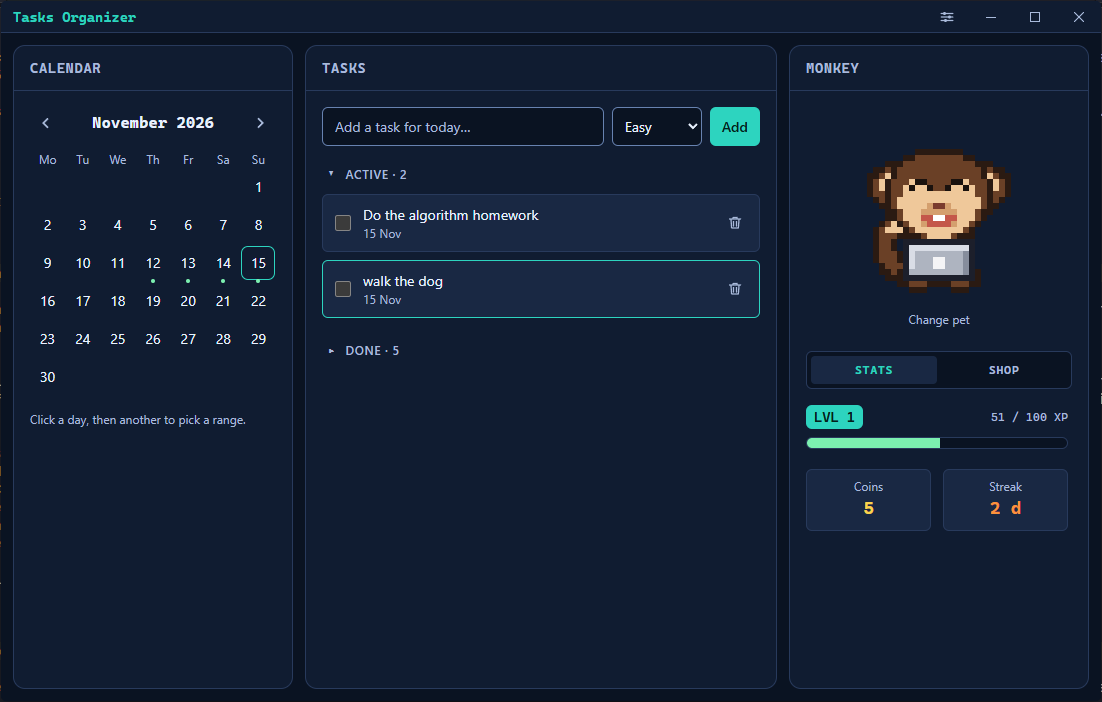 Tasks Organizer
CALENDAR
November 2026
Mo Tu We Th Fr Sa Su
1
2 3 4 5 6 7 8
9 10 11 12 13 14 15
16 17 18 19 20 21 22
23 24 25 26 27 28 29
30
Click a day, then another to pick a range.
TASKS
Add a task for today...
Easy
Add
ACTIVE · 2
Do the algorithm homework
15 Nov
walk the dog
15 Nov
DONE · 5
MONKEY
Change pet
STATS
SHOP
LVL 1
51 / 100 XP
Coins
5
Streak
2 d